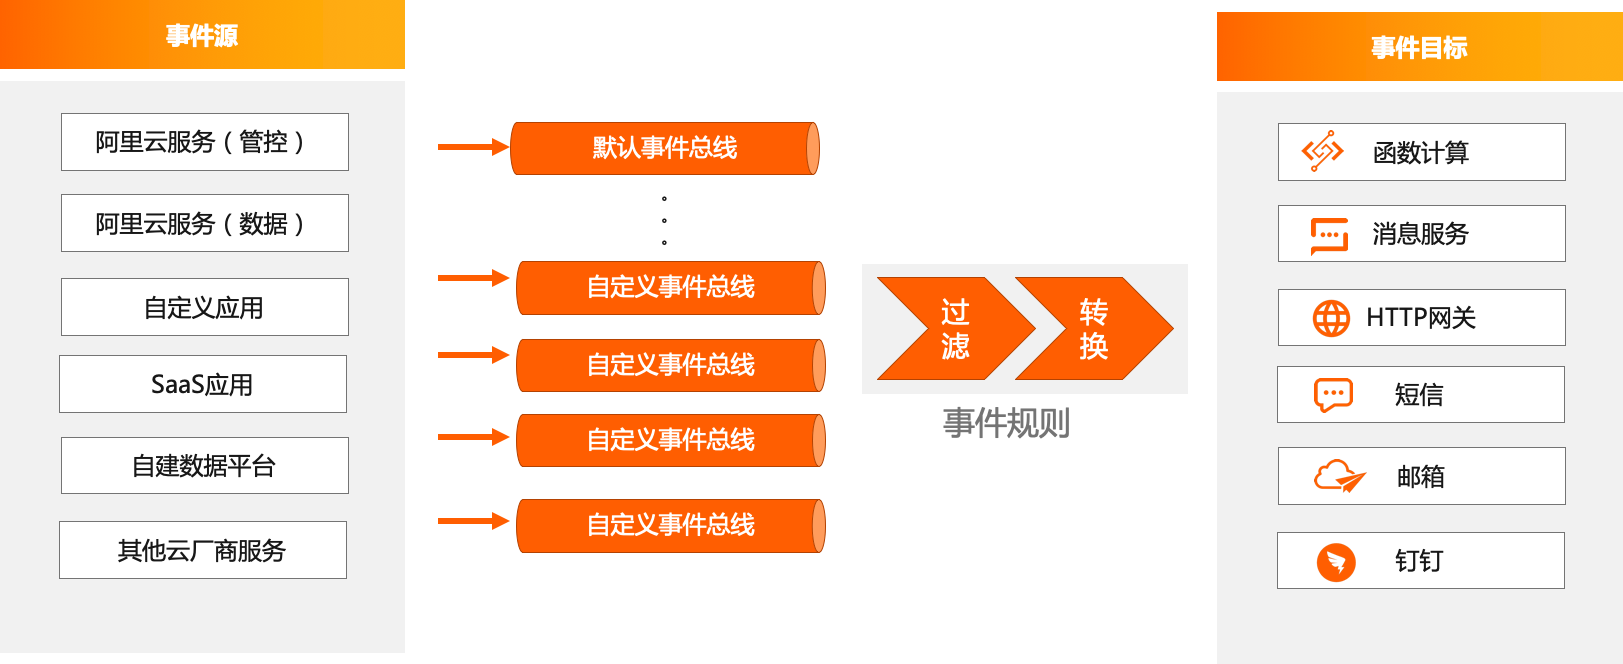 事件源
阿里云服务（管控）
阿里云服务（数据）
自定义应用
SaaS应用
自建数据平台
其他云厂商服务
默认事件总线
自定义事件总线
自定义事件总线
自定义事件总线
自定义事件总线
过滤
转换
事件规则
事件目标
函数计算
消息服务
HTTP网关
短信
邮箱
钉钉